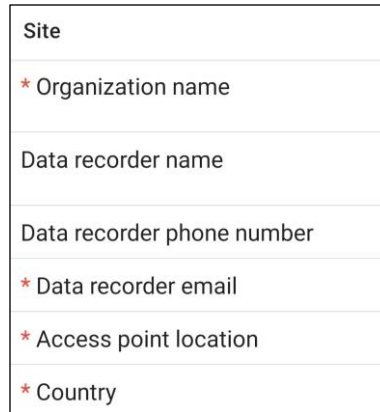 Site
* Organization name
Data recorder name
Data recorder phone number
* Data recorder email
* Access point location
* Country